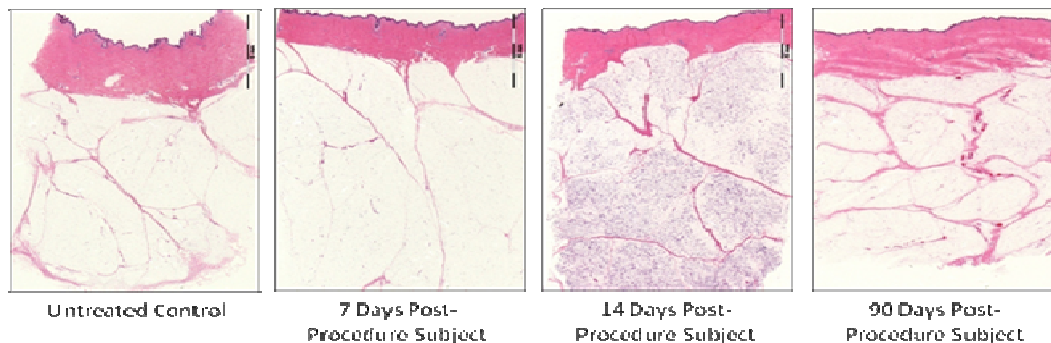 Untreated Control
7 Days Post-
Procedure Subject
14 Days Post-
Procedure Subject
90 Days Post-
Procedure Subject